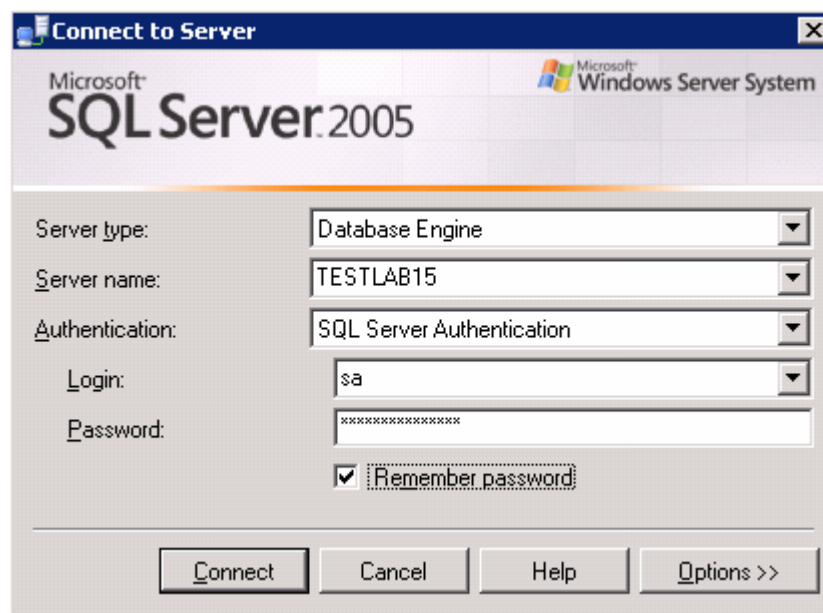 Connect to Server
Microsoft
SQL Server 2005
Microsoft
Windows Server System
Server type: Database Engine
Server name: TESTLAB15
Authentication: SQL Server Authentication
Login: sa
Password: ***************
Remember password
Connect Cancel Help Options >>